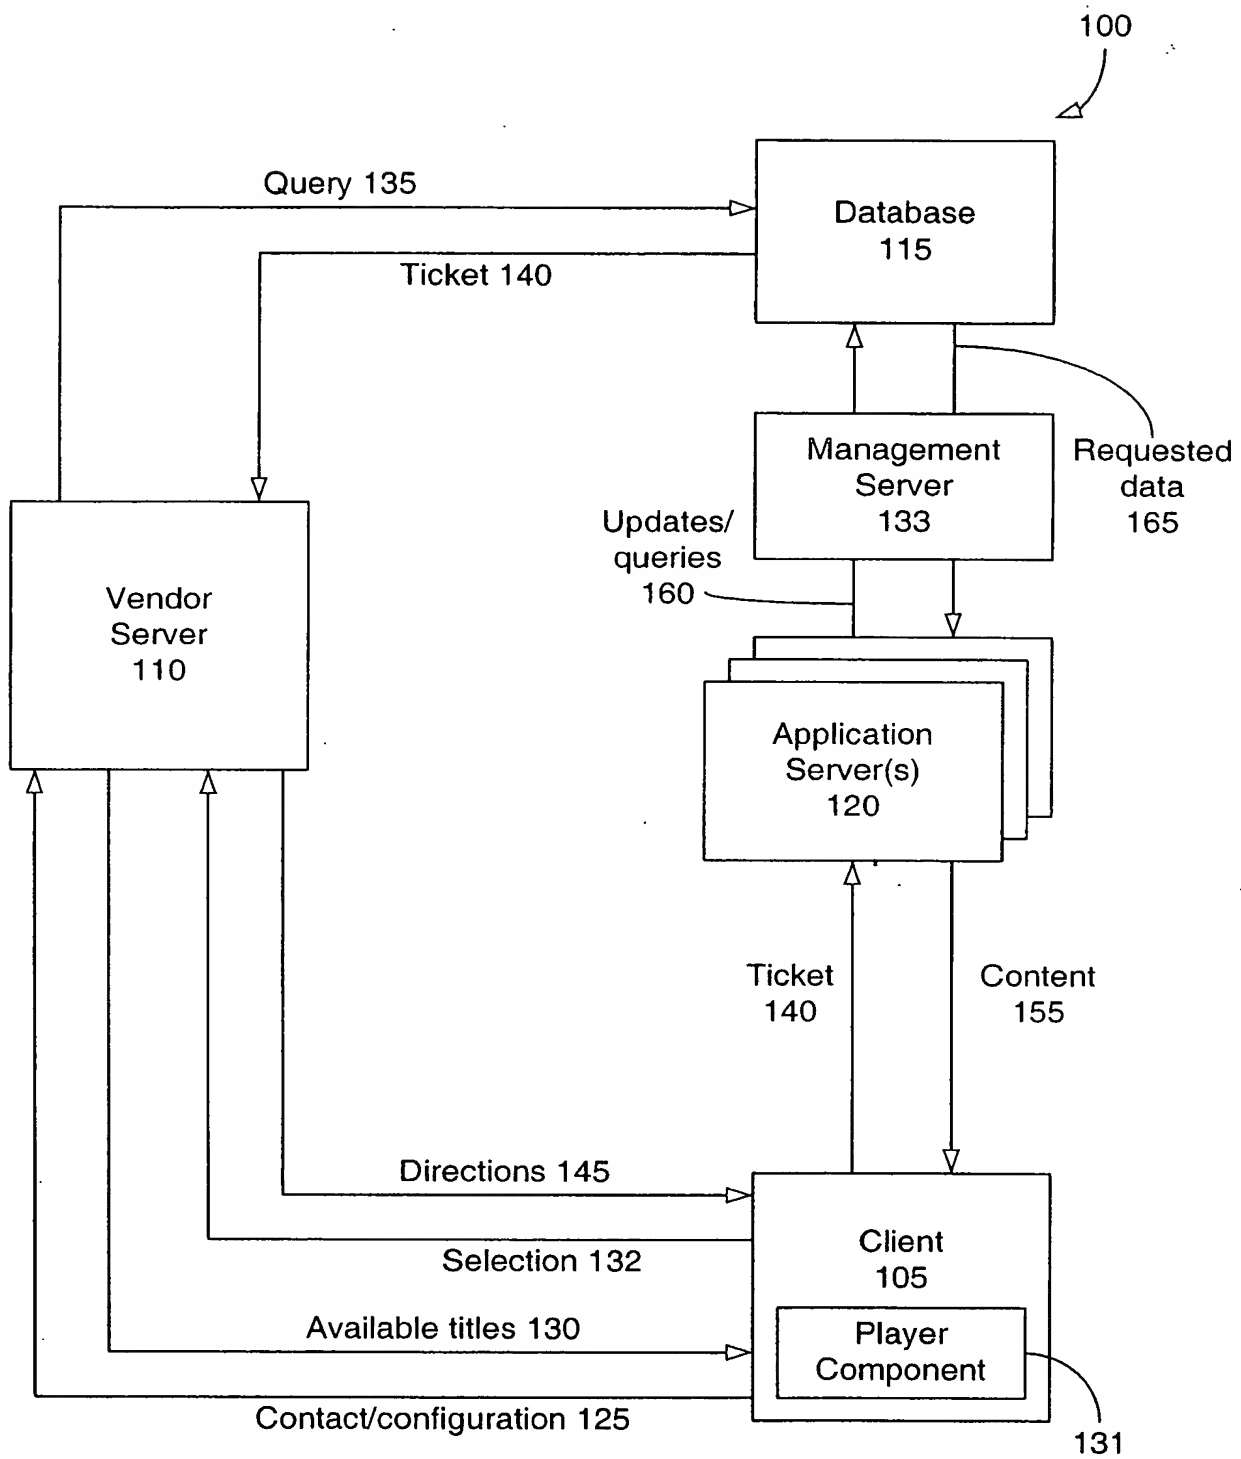 100
Query 135
Database
115
Ticket 140
Management
Server
133
Requested
data
165
Updates/
queries
160
Vendor
Server
110
Application
Server(s)
120
Ticket
140
Content
155
Directions 145
Selection 132
Client
105
Available titles 130
Player
Component
Contact/configuration 125
131